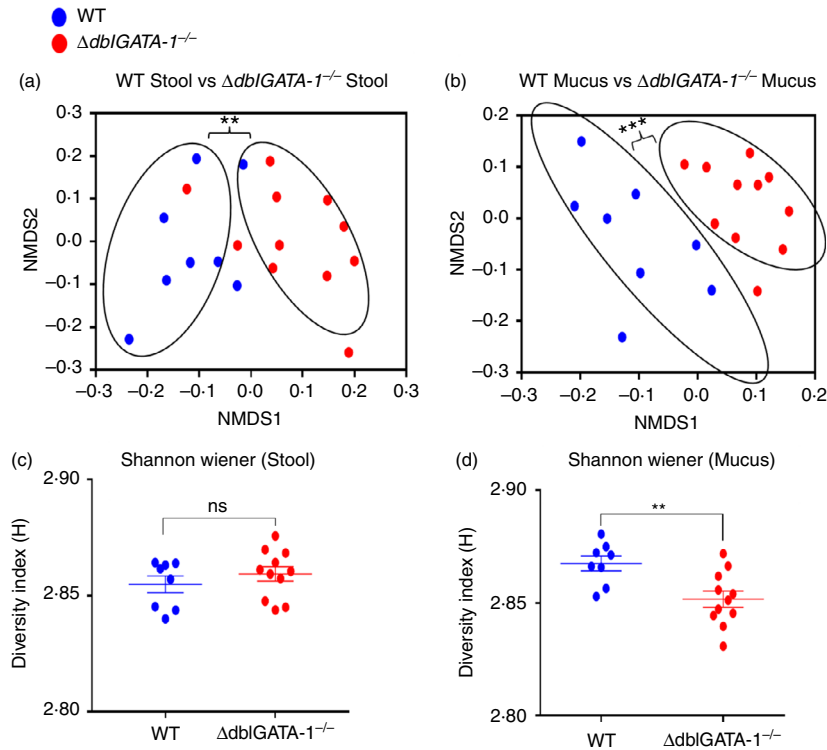 WT
ΔdblGATA-1⁻/⁻
(a)
WT Stool vs ΔdblGATA-1⁻/⁻ Stool
0·3
0·2
0·1
0·0
–0·1
–0·2
–0·3
NMDS2
**
–0·3 –0·2 –0·1 0·0 0·1 0·2 0·3
NMDS1
(b)
WT Mucus vs ΔdblGATA-1⁻/⁻ Mucus
0·2
0·1
0·0
–0·1
–0·2
–0·3
NMDS2
***
–0·3 –0·2 –0·1 0·0 0·1 0·2
NMDS1
(c)
Shannon wiener (Stool)
2·90
2·85
2·80
Diversity index (H)
ns
WT ΔdblGATA-1⁻/⁻
(d)
Shannon wiener (Mucus)
2·90
2·85
2·80
Diversity index (H)
**
WT ΔdblGATA-1⁻/⁻